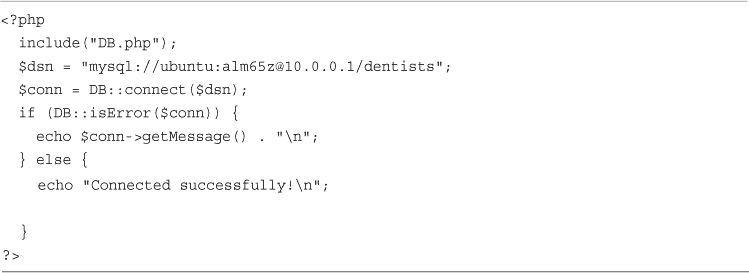 <?php
include("DB.php");
$dsn = "mysql://ubuntu:alm65z@10.0.0.1/dentists";
$conn = DB::connect($dsn);
if (DB::isError($conn)) {
echo $conn->getMessage() . "\n";
} else {
echo "Connected successfully!\n";
}
?>